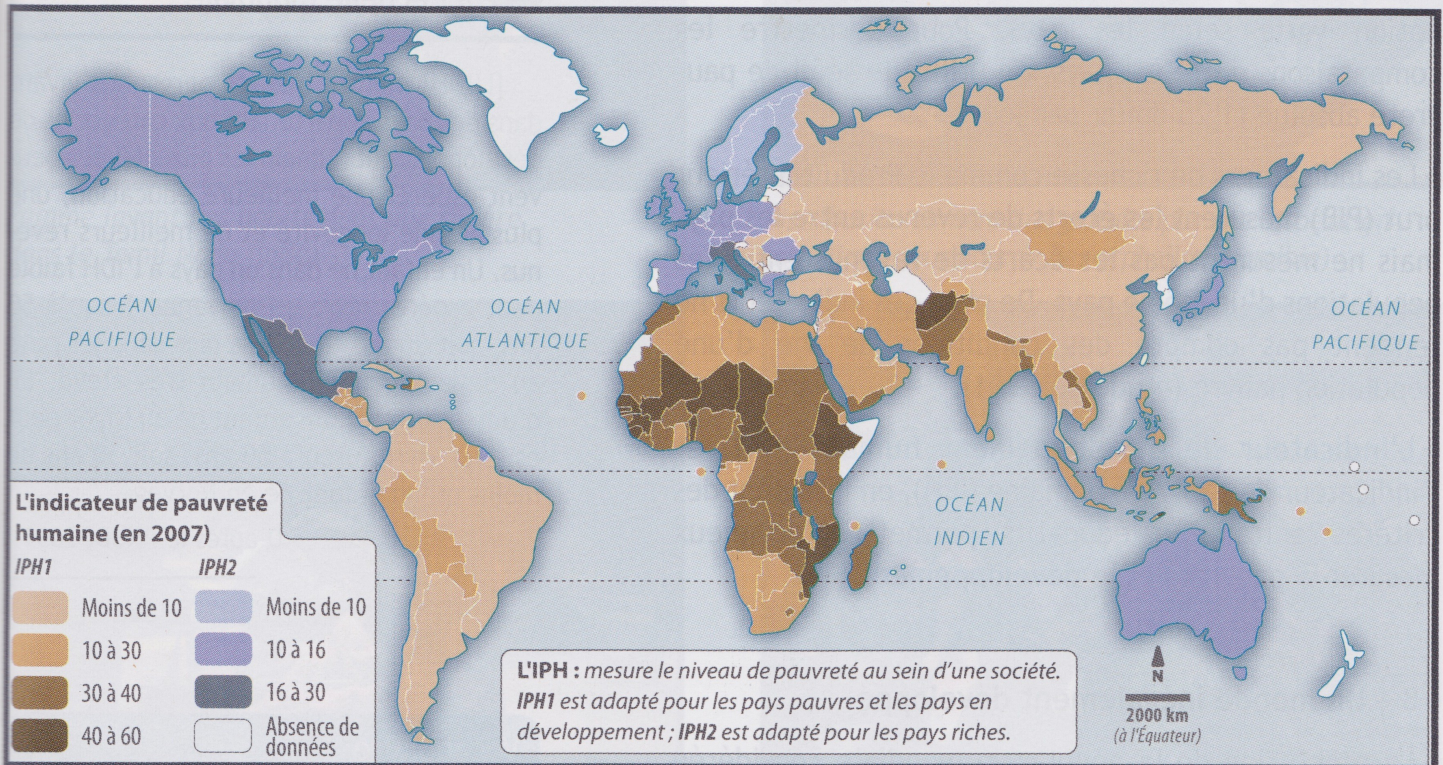 OCÉAN
PACIFIQUE
OCÉAN
ATLANTIQUE
OCÉAN
PACIFIQUE
OCÉAN
INDIEN
L'indicateur de pauvreté
humaine (en 2007)
IPH1
IPH2
Moins de 10
Moins de 10
10 à 30
10 à 16
30 à 40
16 à 30
40 à 60
Absence de
données
L'IPH : mesure le niveau de pauvreté au sein d'une société.
IPH1 est adapté pour les pays pauvres et les pays en
développement ; IPH2 est adapté pour les pays riches.
N
2000 km
(à l'Équateur)